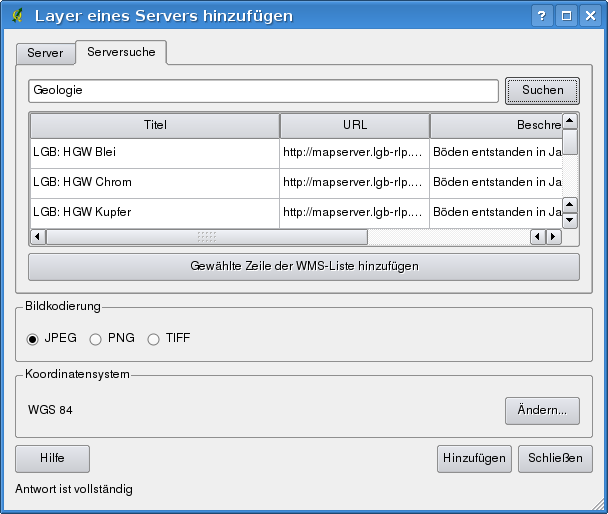 Layer eines Servers hinzufügen
Server Serversuche
Geologie Suchen
Titel URL Beschre
LGB: HGW Blei http://mapserver.lgb-rlp.... Böden entstanden in Ja
LGB: HGW Chrom http://mapserver.lgb-rlp.... Böden entstanden in Ja
LGB: HGW Kupfer http://mapserver.lgb-rlp.... Böden entstanden in Ja
Gewählte Zeile der WMS-Liste hinzufügen
Bildkodierung
JPEG PNG TIFF
Koordinatensystem
WGS 84 Ändern...
Hilfe Hinzufügen Schließen
Antwort ist vollständig